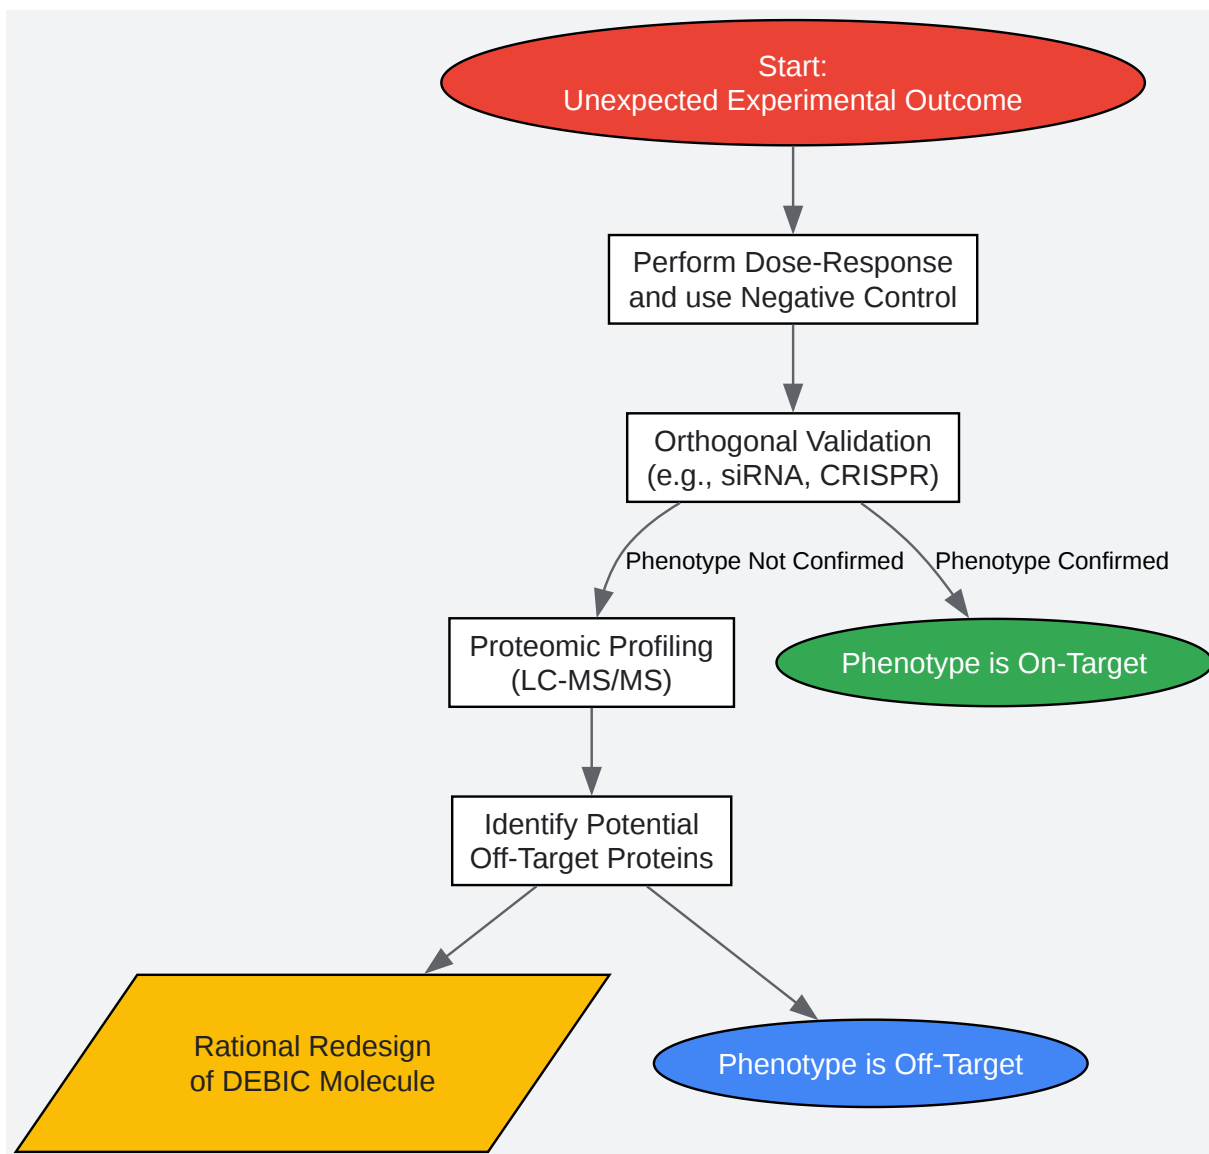 Start:
Unexpected Experimental Outcome
Perform Dose-Response
and use Negative Control
Orthogonal Validation
(e.g., siRNA, CRISPR)
Phenotype Not Confirmed
Phenotype Confirmed
Proteomic Profiling
(LC-MS/MS)
Phenotype is On-Target
Identify Potential
Off-Target Proteins
Rational Redesign
of DEBIC Molecule
Phenotype is Off-Target